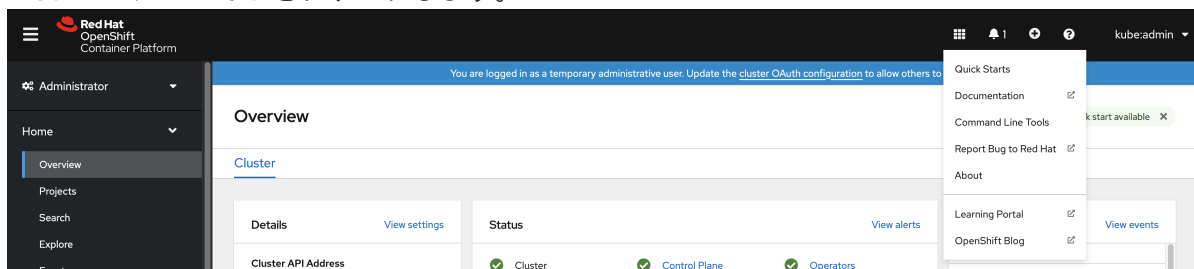 Red Hat
OpenShift
Container Platform
1
kube:admin
Administrator
You are logged in as a temporary administrative user. Update the cluster OAuth configuration to allow others to
Quick Starts
Documentation
Command Line Tools
Report Bug to Red Hat
About
Learning Portal
OpenShift Blog
Home
Overview
Projects
Search
Explore
Overview
start available
Cluster
Details
View settings
Status
View alerts
View events
Cluster API Address
Cluster
Control Plane
Operators